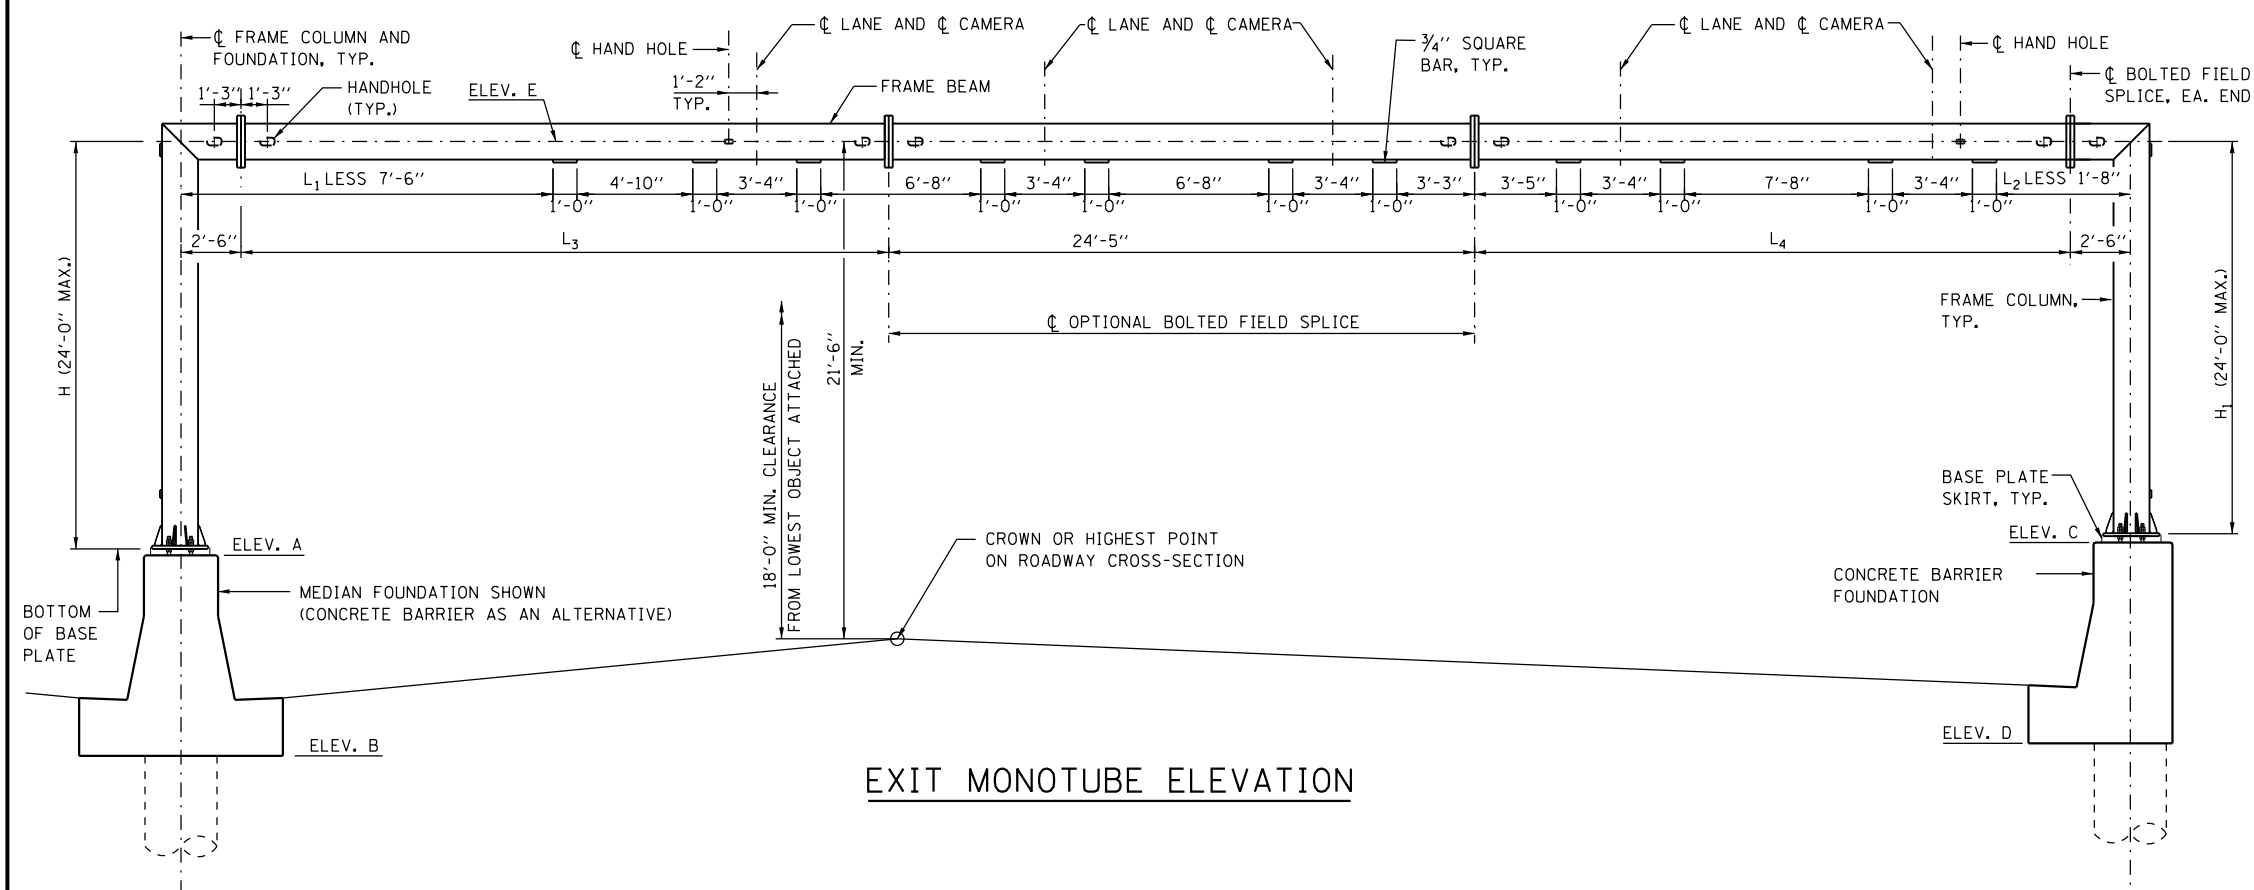 ℄ FRAME COLUMN AND
FOUNDATION, TYP.
℄ HAND HOLE
℄ LANE AND ℄ CAMERA
℄ LANE AND ℄ CAMERA
3/4" SQUARE
BAR, TYP.
℄ LANE AND ℄ CAMERA
℄ HAND HOLE
℄ BOLTED FIELD
SPLICE, EA. END
1'-3" 1'-3"
HANDHOLE
(TYP.)
ELEV. E
1'-2"
TYP.
FRAME BEAM
L1 LESS 7'-6" 4'-10" 3'-4" 6'-8" 3'-4" 6'-8" 3'-4" 3'-3" 3'-5" 3'-4" 7'-8" 3'-4" L2 LESS 1'-8"
1'-0" 1'-0" 1'-0" 1'-0" 1'-0" 1'-0" 1'-0" 1'-0" 1'-0" 1'-0" 1'-0"
2'-6" L3 24'-5" L4 2'-6"
H (24'-0" MAX.)
18'-0" MIN. CLEARANCE
FROM LOWEST OBJECT ATTACHED
21'-6"
MIN.
℄ OPTIONAL BOLTED FIELD SPLICE
FRAME COLUMN,
TYP.
H1 (24'-0" MAX.)
BASE PLATE
SKIRT, TYP.
ELEV. A
ELEV. C
CROWN OR HIGHEST POINT
ON ROADWAY CROSS-SECTION
MEDIAN FOUNDATION SHOWN
(CONCRETE BARRIER AS AN ALTERNATIVE)
CONCRETE BARRIER
FOUNDATION
BOTTOM
OF BASE
PLATE
ELEV. B
ELEV. D
EXIT MONOTUBE ELEVATION